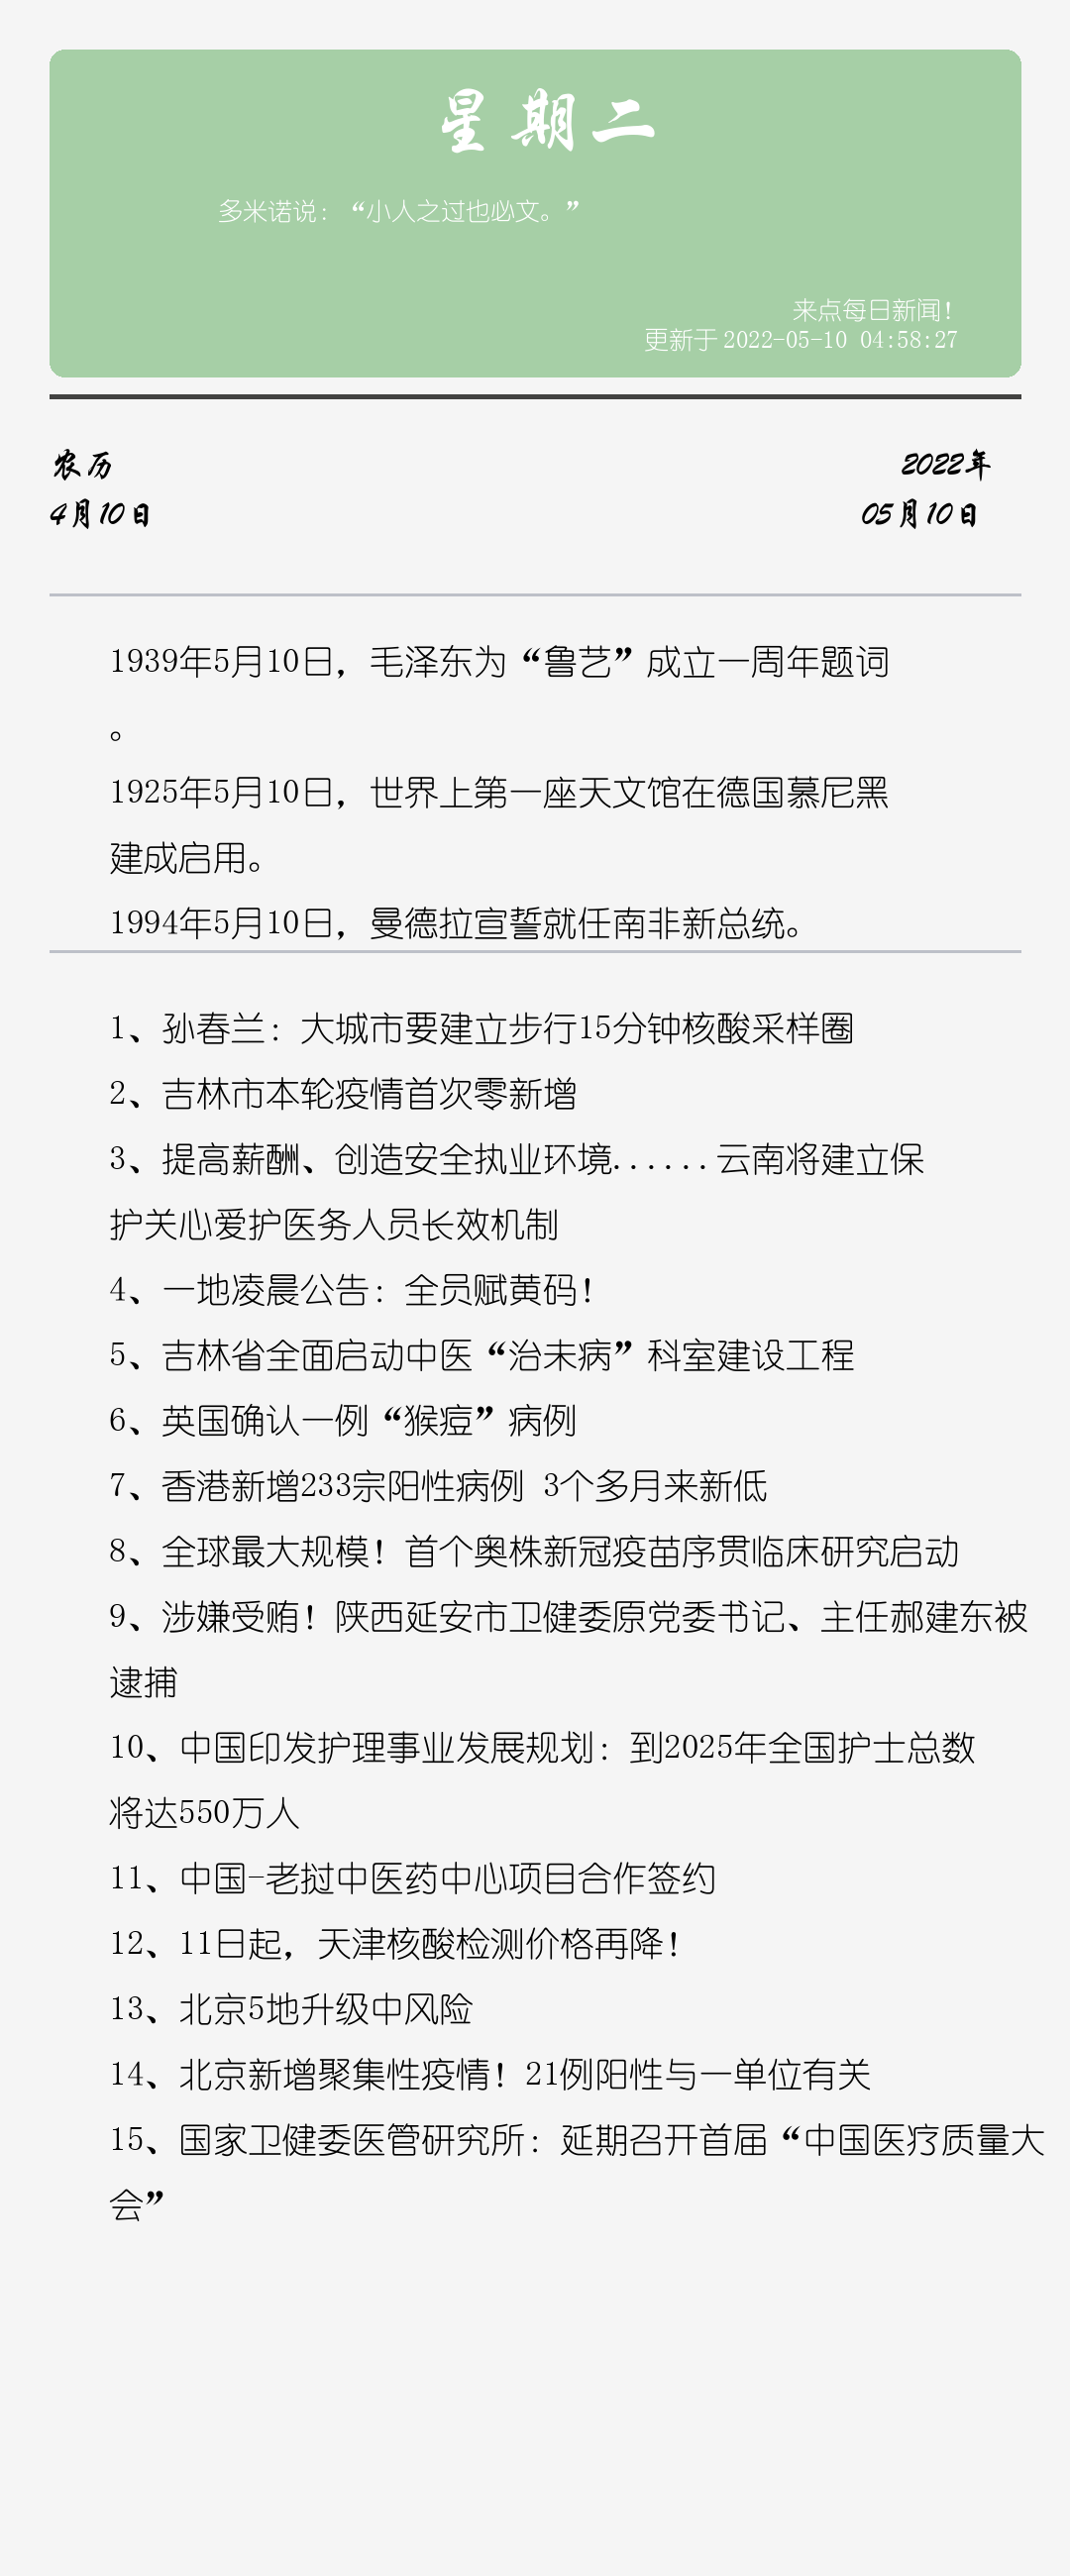 星期二
多米诺说：“小人之过也必文。”
来点每日新闻！
更新于 2022-05-10 04:58:27
农历
2022年
4月10日
05月10日
1939年5月10日，毛泽东为“鲁艺”成立一周年题词
。
1925年5月10日，世界上第一座天文馆在德国慕尼黑
建成启用。
1994年5月10日，曼德拉宣誓就任南非新总统。
1、孙春兰：大城市要建立步行15分钟核酸采样圈
2、吉林市本轮疫情首次零新增
3、提高薪酬、创造安全执业环境......云南将建立保
护关心爱护医务人员长效机制
4、一地凌晨公告：全员赋黄码！
5、吉林省全面启动中医“治未病”科室建设工程
6、英国确认一例“猴痘”病例
7、香港新增233宗阳性病例 3个多月来新低
8、全球最大规模！首个奥株新冠疫苗序贯临床研究启动
9、涉嫌受贿！陕西延安市卫健委原党委书记、主任郝建东被
逮捕
10、中国印发护理事业发展规划：到2025年全国护士总数
将达550万人
11、中国-老挝中医药中心项目合作签约
12、11日起，天津核酸检测价格再降！
13、北京5地升级中风险
14、北京新增聚集性疫情！21例阳性与一单位有关
15、国家卫健委医管研究所：延期召开首届“中国医疗质量大
会”